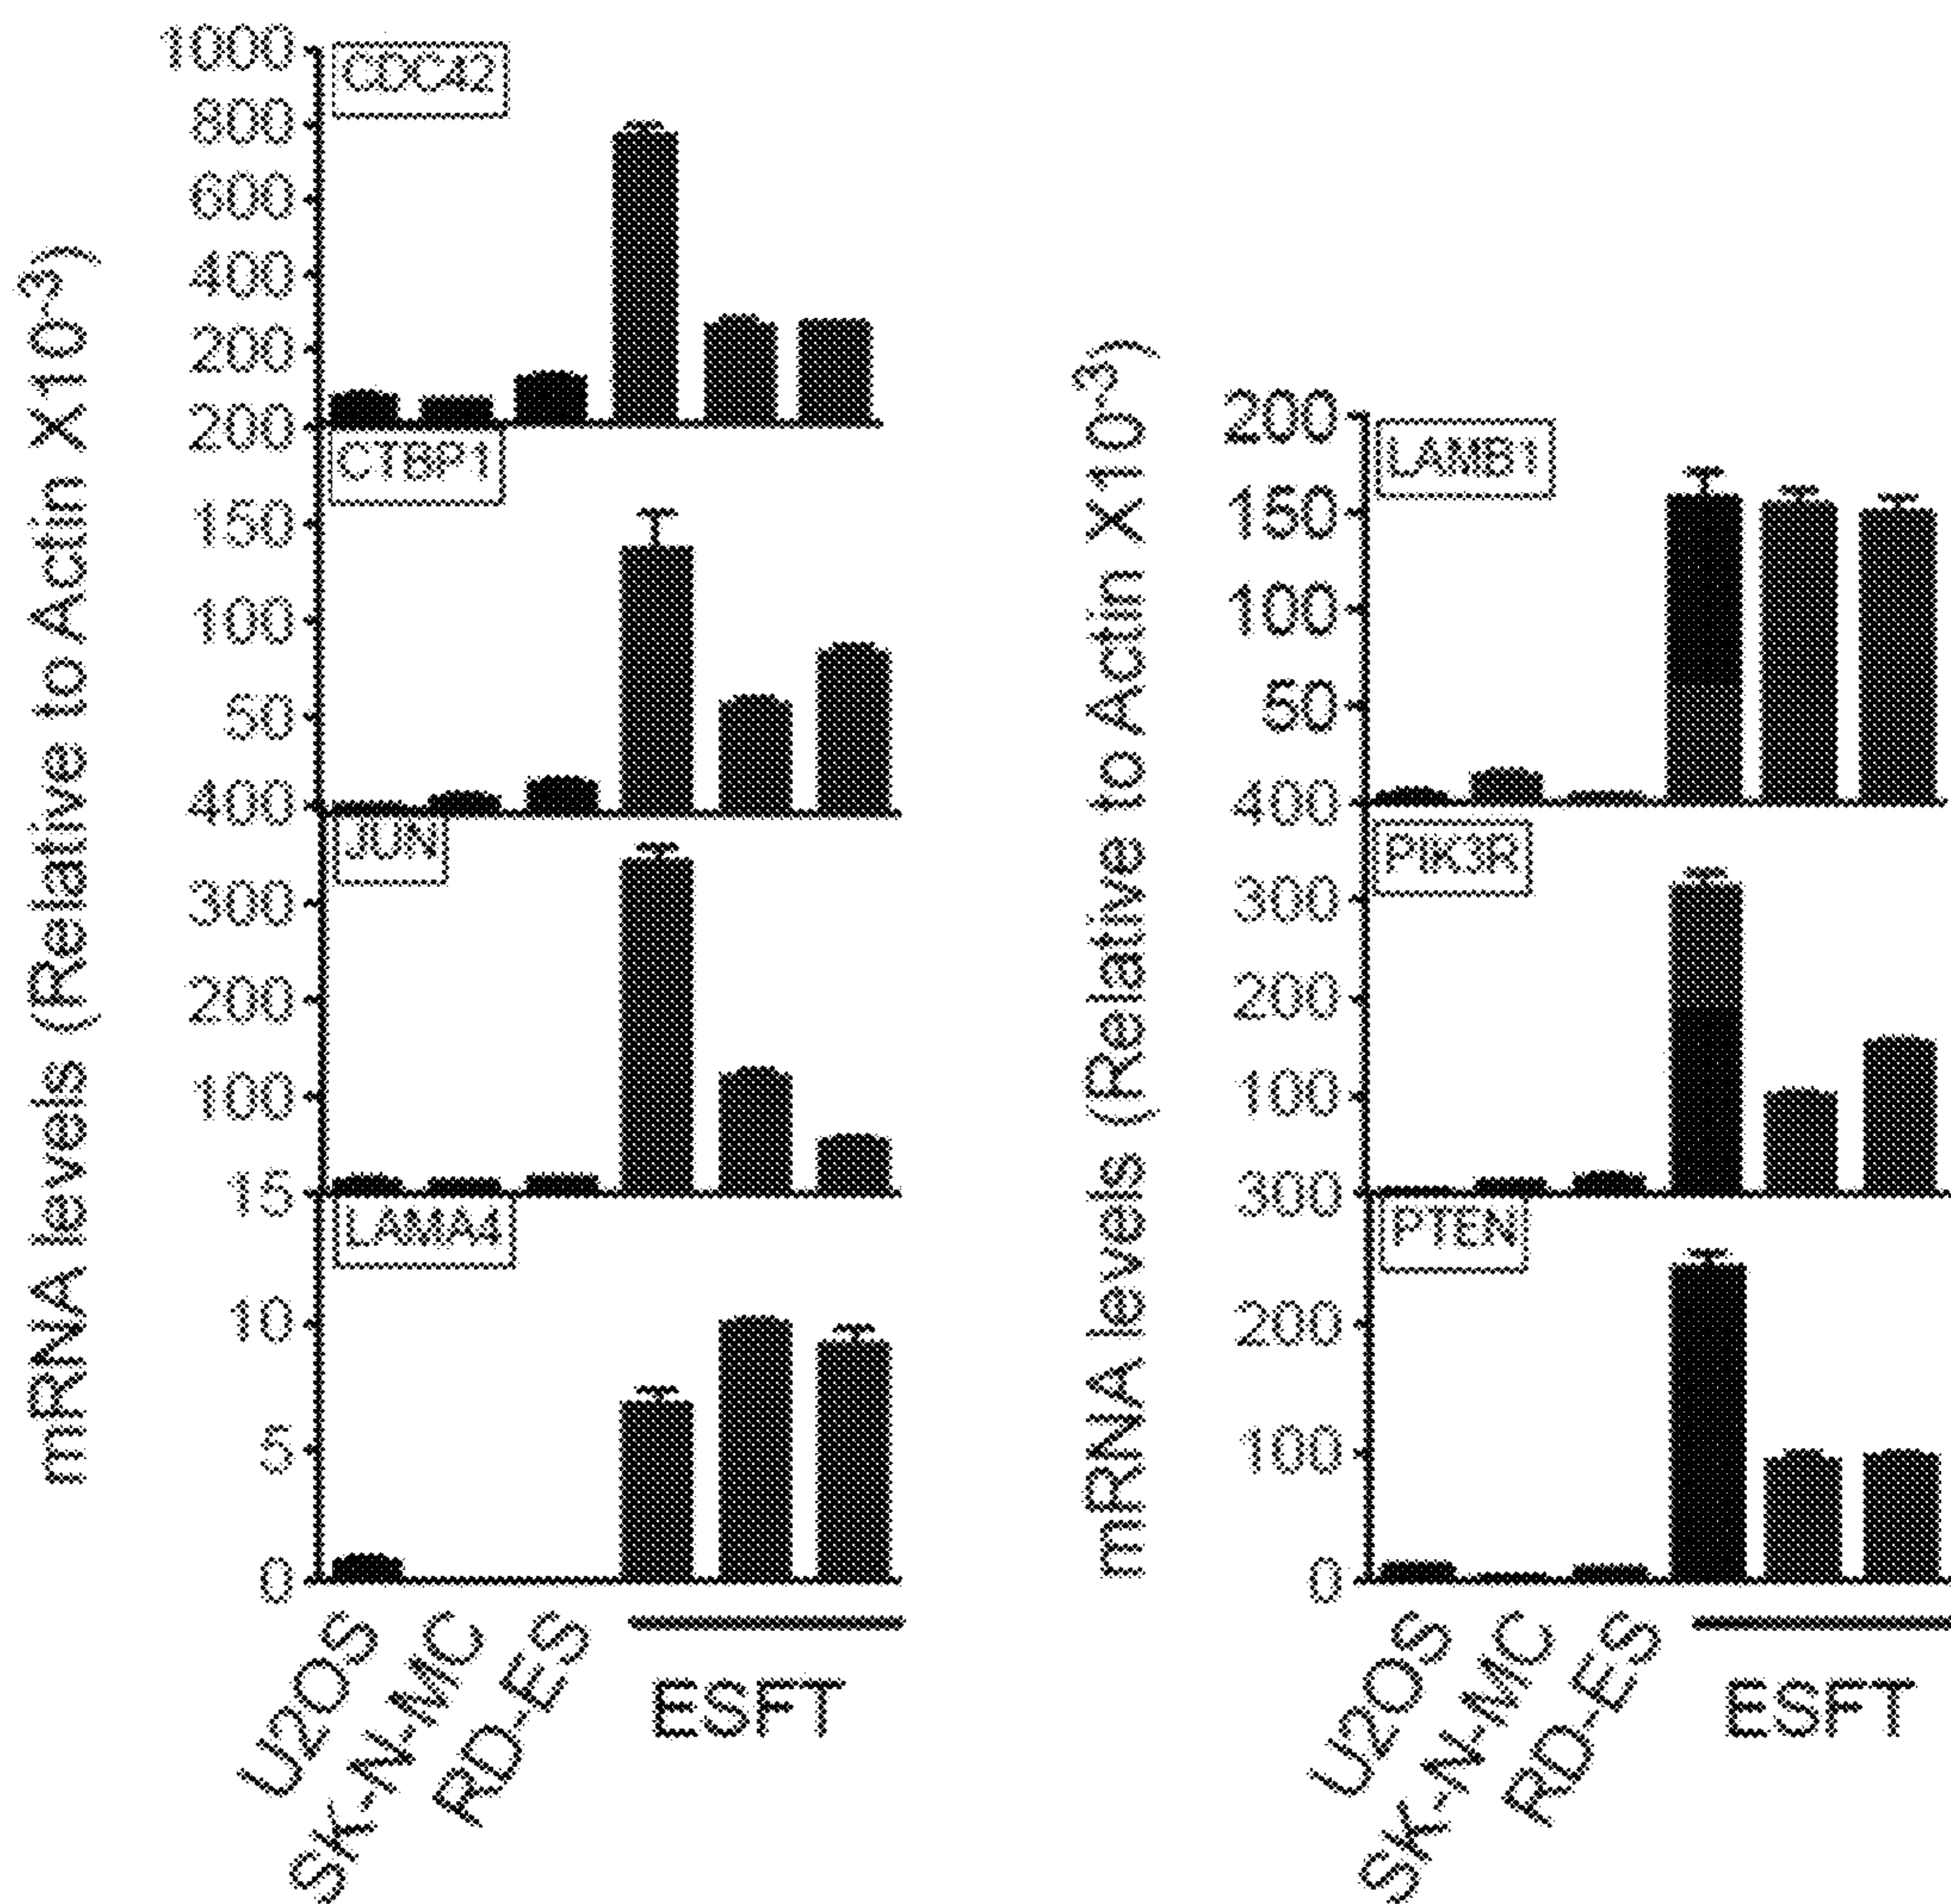 mRNA levels (Relative to Actin X10-3)
1000
CDC42
800
600
400
200
200
CTBP1
150
100
50
400
JUN
300
200
100
15
LAMA4
10
5
0
U2OS
SK-N-MC
RD-ES
ESFT
mRNA levels (Relative to Actin X10-3)
200
LAMB1
150
100
50
400
PIK3R
300
200
100
300
PTEN
200
100
0
U2OS
SK-N-MC
RD-ES
ESFT